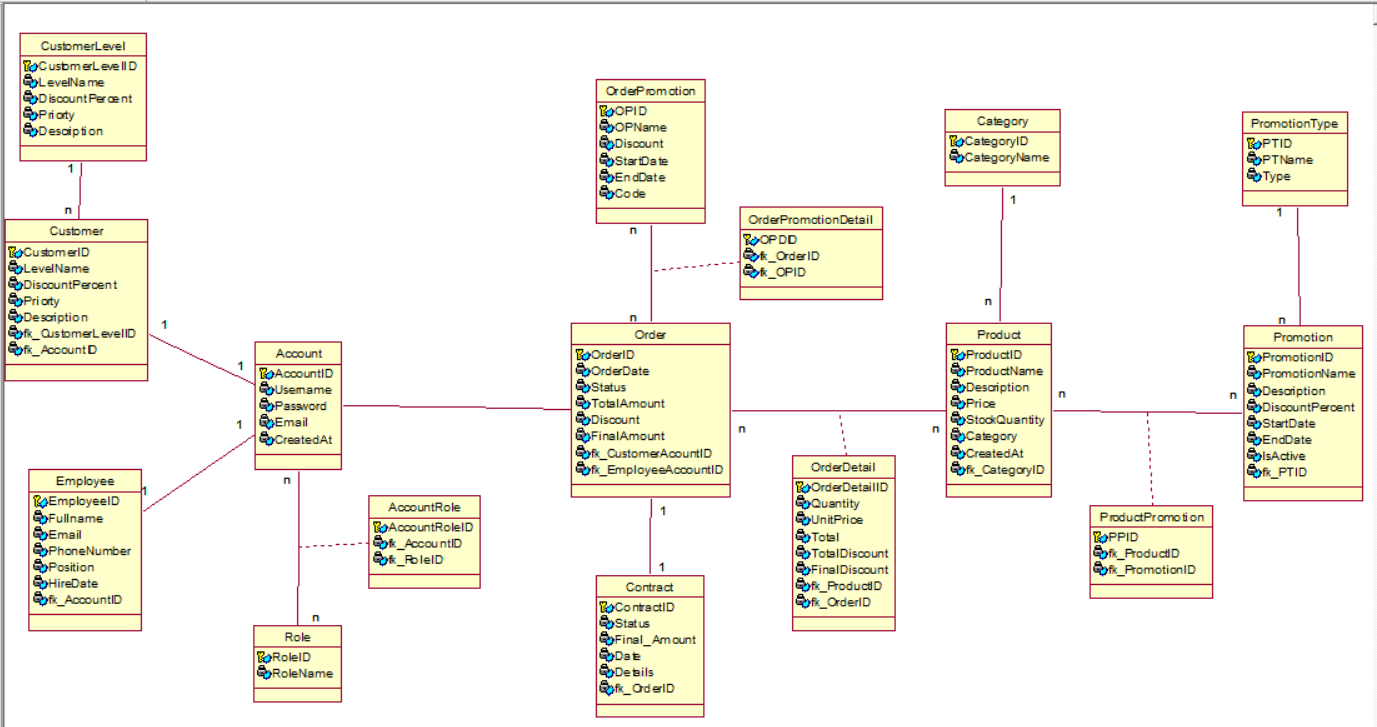 CustomerLevel
CustomerLevelID
LevelName
DiscountPercent
Priorty
Description
1
n
Customer
CustomerID
LevelName
DiscountPercent
Priorty
Description
fk_CustomerLevelID
fk_AccountID
1
1
Account
AccountID
Username
Password
Email
CreatedAt
1
1
Employee
EmployeeID
Fullname
Email
PhoneNumber
Position
HireDate
fk_AccountID
n
AccountRole
AccountRoleID
fk_AccountID
fk_RoleID
n
Role
RoleID
RoleName
OrderPromotion
OPID
OPName
Discount
StartDate
EndDate
Code
n
OrderPromotionDetail
OPDID
fk_OrderID
fk_OPID
n
Order
OrderID
OrderDate
Status
TotalAmount
Discount
FinalAmount
fk_CustomerAccountID
fk_EmployeeAccountID
n
n
1
1
Contract
ContractID
Status
Final_Amount
Date
Details
fk_OrderID
OrderDetail
OrderDetailID
Quantity
UnitPrice
Total
TotalDiscount
FinalDiscount
fk_ProductID
fk_OrderID
Category
CategoryID
CategoryName
1
n
Product
ProductID
ProductName
Description
Price
StockQuantity
Category
CreatedAt
fk_CategoryID
n
n
ProductPromotion
PPID
fk_ProductID
fk_PromotionID
PromotionType
PTID
PTName
Type
1
n
Promotion
PromotionID
PromotionName
Description
DiscountPercent
StartDate
EndDate
IsActive
fk_PTID